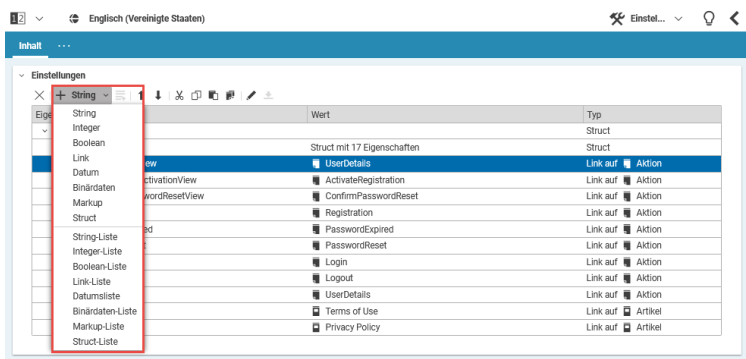 12 Englisch (Vereinigte Staaten) Einstel...
Inhalt ...
Einstellungen
String
Eige Wert Typ
String
Integer
Boolean
Link
Datum
Binärdaten
Markup
Struct
String-Liste
Integer-Liste
Boolean-Liste
Link-Liste
Datumsliste
Binärdaten-Liste
Markup-Liste
Struct-Liste
Struct
Struct mit 17 Eigenschaften Struct
ew UserDetails Link auf Aktion
ctivationView ActivateRegistration Link auf Aktion
wordResetView ConfirmPasswordReset Link auf Aktion
Registration Link auf Aktion
ed PasswordExpired Link auf Aktion
t PasswordReset Link auf Aktion
Login Link auf Aktion
Logout Link auf Aktion
UserDetails Link auf Aktion
Terms of Use Link auf Artikel
Privacy Policy Link auf Artikel